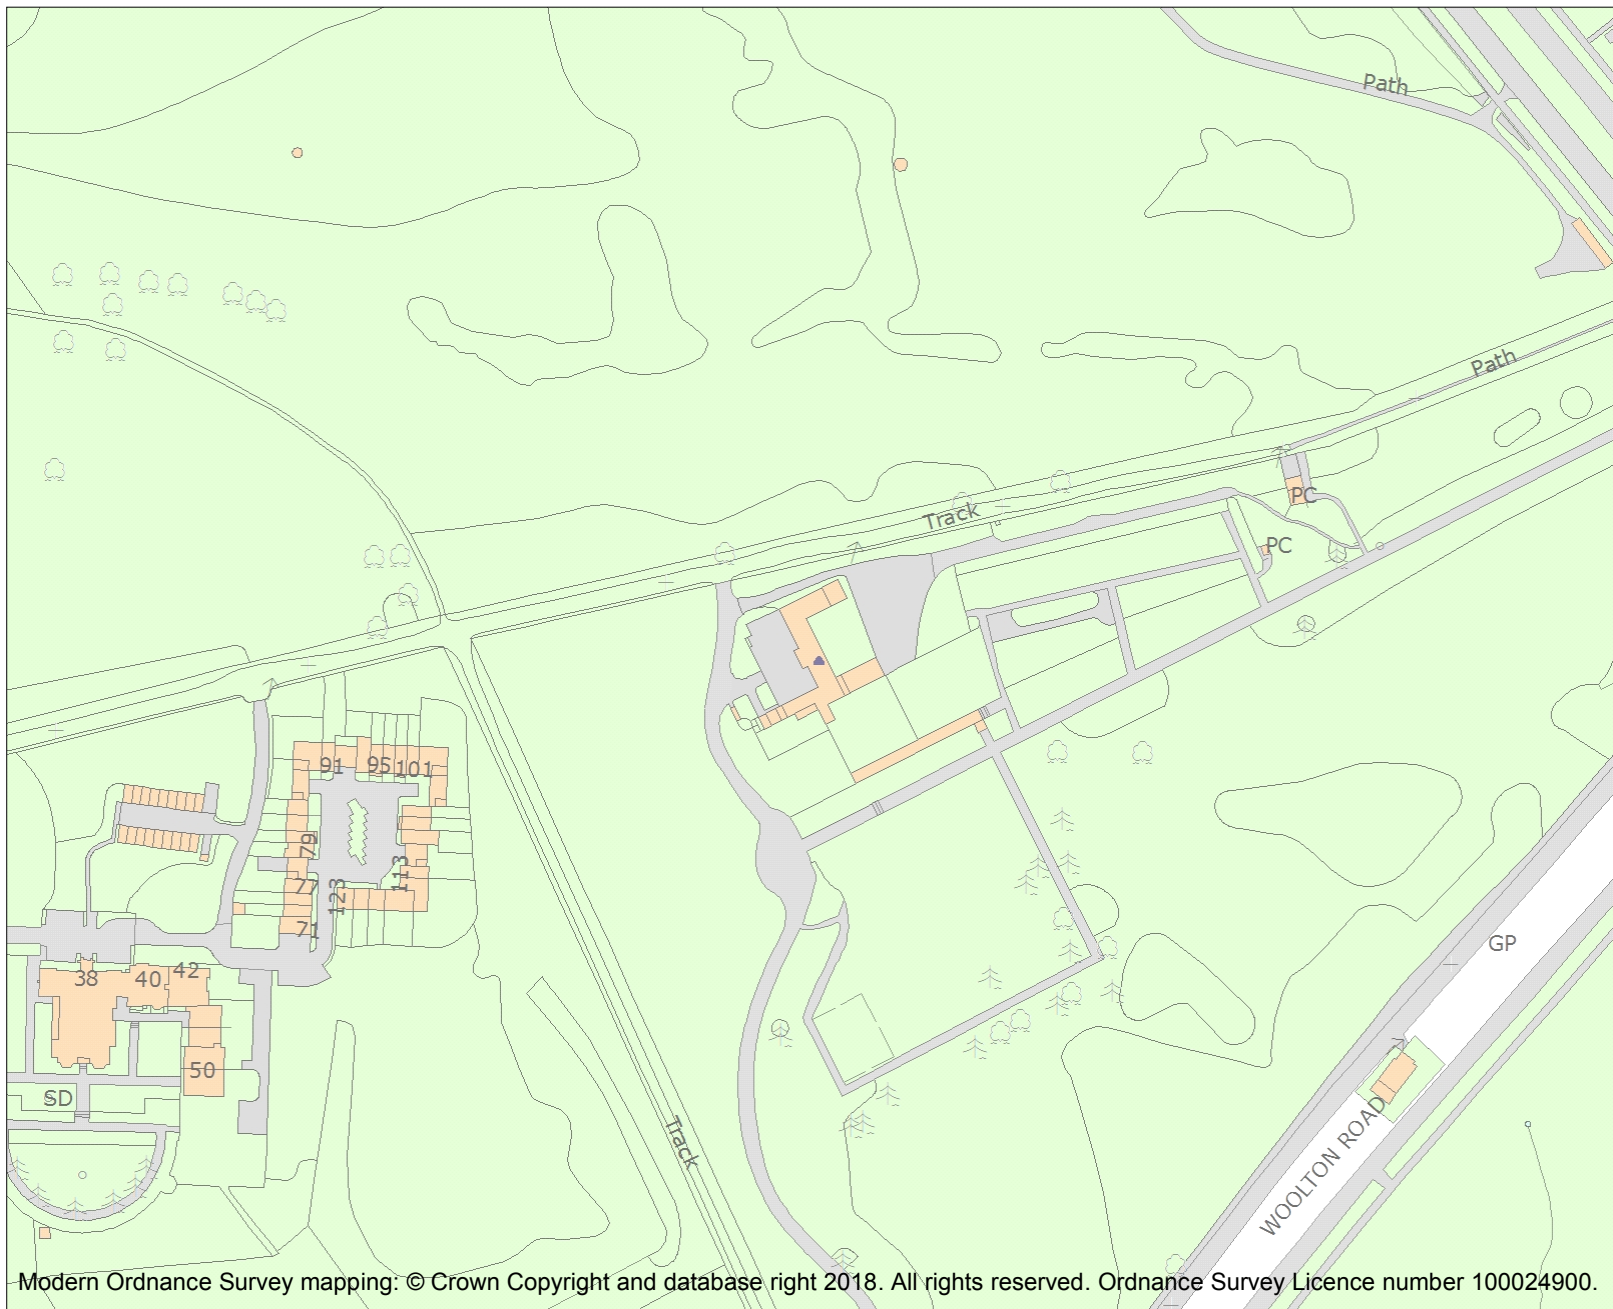 Path
Path
Track
PC
PC
91
95
101
79
113
77
123
71
GP
38
40
42
50
SD
WOOLTON ROAD
Track
Modern Ordnance Survey mapping: © Crown Copyright and database right 2018. All rights reserved. Ordnance Survey Licence number 100024900.